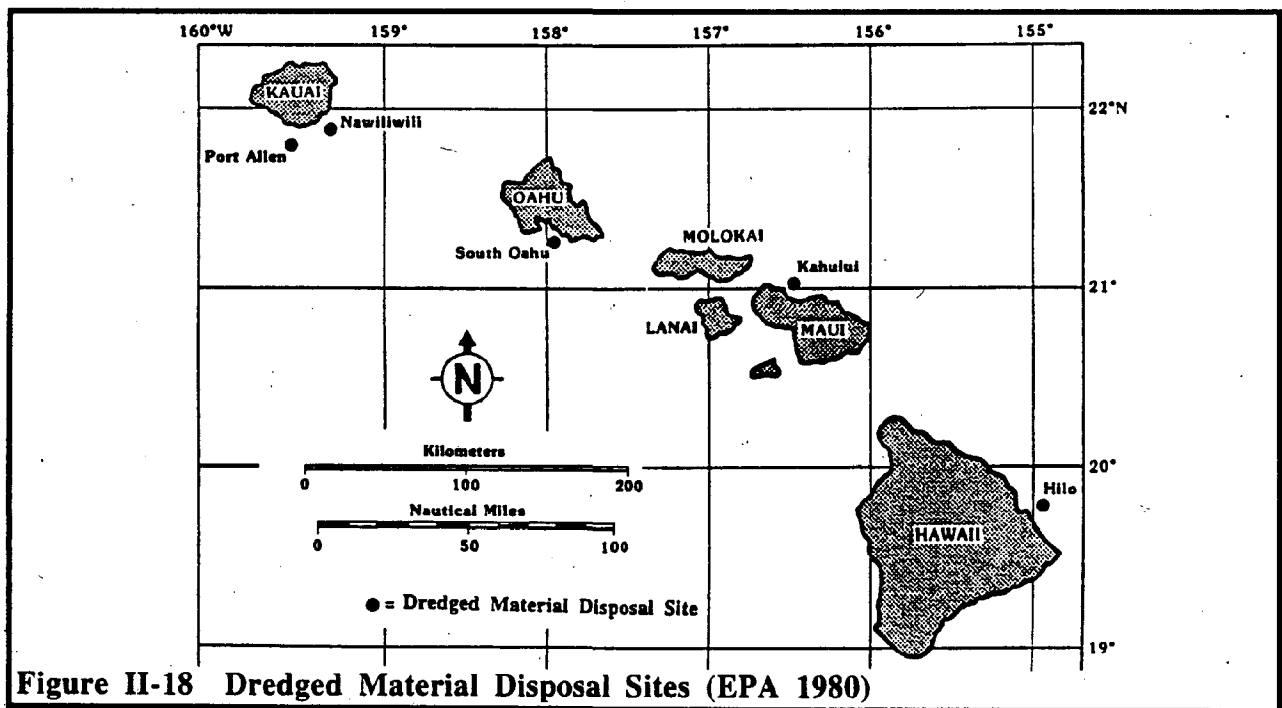 160°W 159° 158° 157° 156° 155°
KAUAI
22°N
Nawiliwili
Port Allen
OAHU
South Oahu
MOLOKAI
Kahului
21°
LANAI
MAUI
N
Kilometers
0 100 200
20°
Hilo
Nautical Miles
0 50 100
HAWAII
= Dredged Material Disposal Site
19°
Figure II-18 Dredged Material Disposal Sites (EPA 1980)